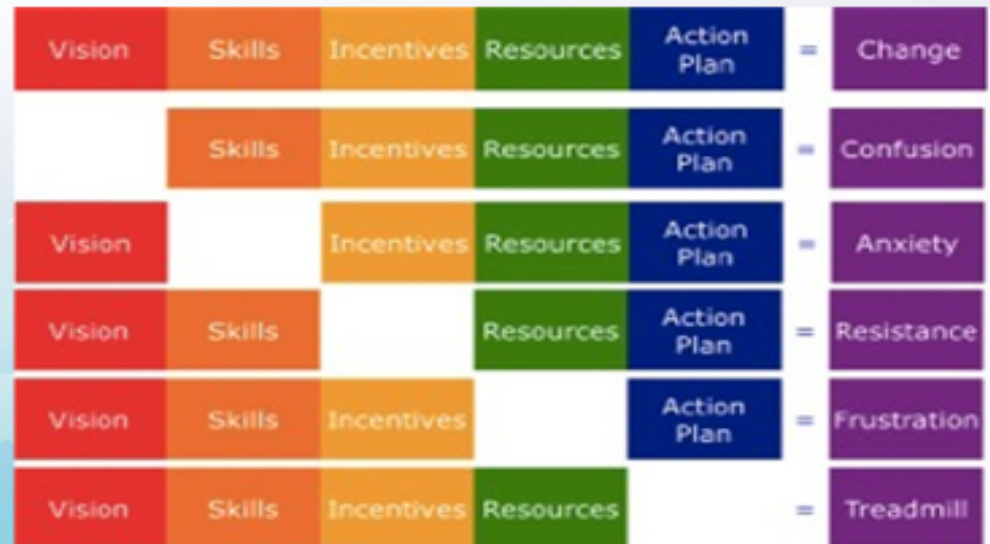 Vision Skills Incentives Resources Action Plan = Change
Skills Incentives Resources Action Plan = Confusion
Vision Incentives Resources Action Plan = Anxiety
Vision Skills Resources Action Plan = Resistance
Vision Skills Incentives Action Plan = Frustration
Vision Skills Incentives Resources = Treadmill